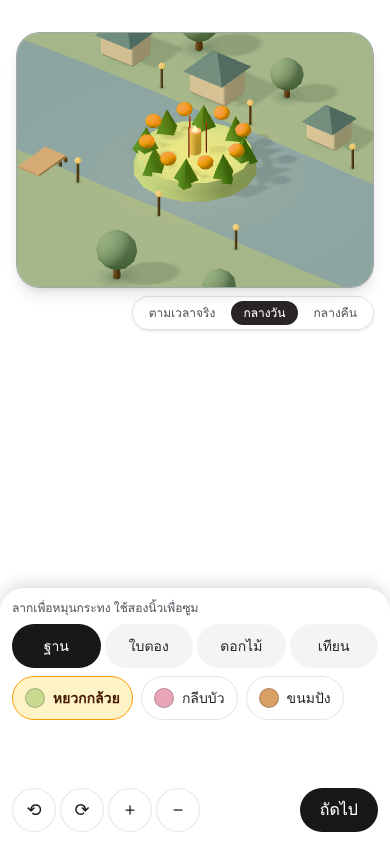 ตามเวลาจริง กลางวัน กลางคืน
ลากเพื่อหมุนกระทง ใช้สองนิ้วเพื่อซูม
ฐาน ใบตอง ดอกไม้ เทียน
หยวกกล้วย กลีบบัว ขนมปัง
⟲ ⟳ + − ถัดไป